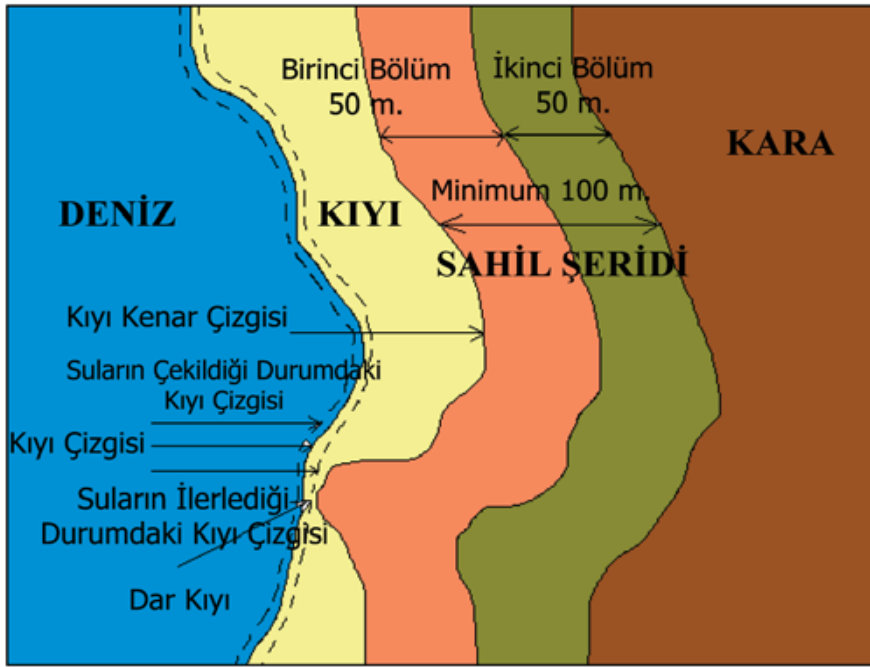 Birinci Bölüm
50 m.
İkinci Bölüm
50 m.
KARA
DENİZ
KIYI
Minimum 100 m.
SAHİL ŞERİDİ
Kıyı Kenar Çizgisi
Suların Çekildiği Durumdaki
Kıyı Çizgisi
Kıyı Çizgisi
Suların İlerlediği
Durumdaki Kıyı Çizgisi
Dar Kıyı